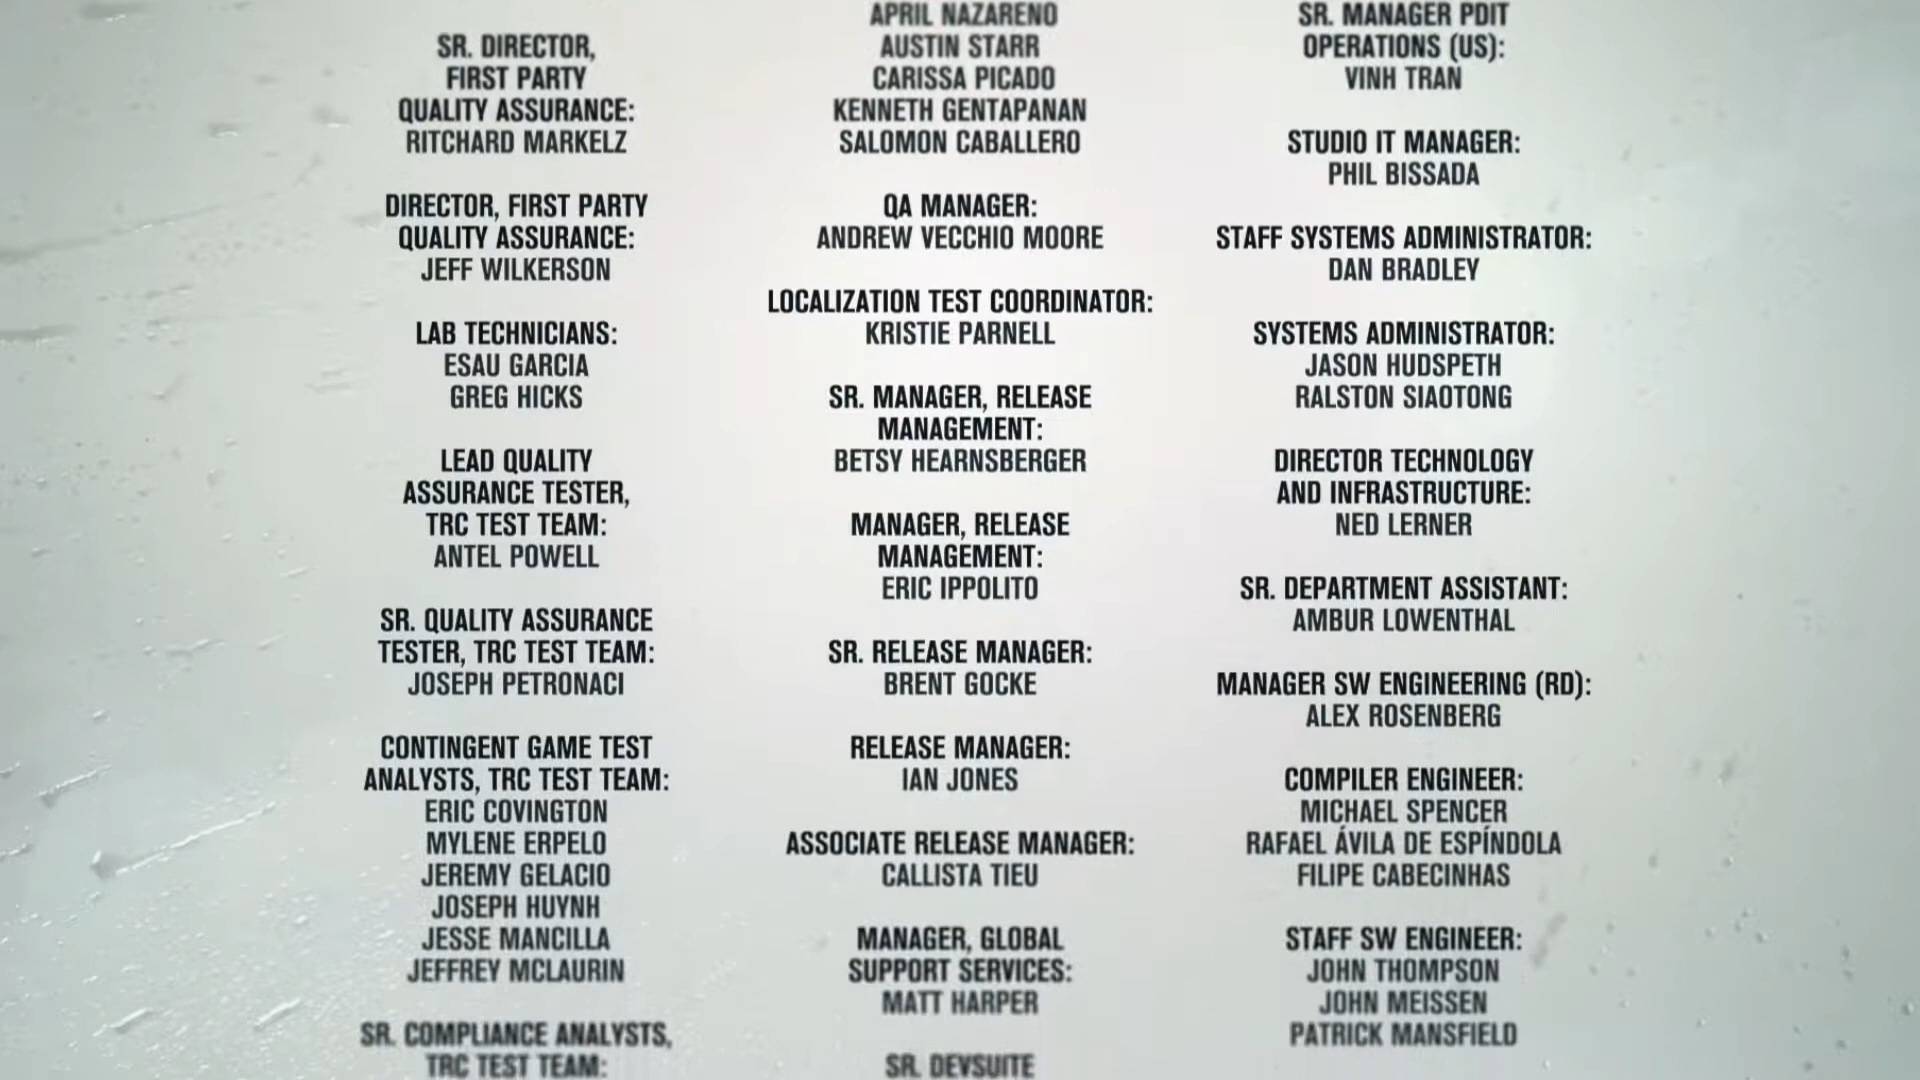 SR. DIRECTOR,
FIRST PARTY
QUALITY ASSURANCE:
RITCHARD MARKELZ
DIRECTOR, FIRST PARTY
QUALITY ASSURANCE:
JEFF WILKERSON
LAB TECHNICIANS:
ESAU GARCIA
GREG HICKS
LEAD QUALITY
ASSURANCE TESTER,
TRC TEST TEAM:
ANTEL POWELL
SR. QUALITY ASSURANCE
TESTER, TRC TEST TEAM:
JOSEPH PETRONACI
CONTINGENT GAME TEST
ANALYSTS, TRC TEST TEAM:
ERIC COVINGTON
MYLENE ERPELO
JEREMY GELACIO
JOSEPH HUYNH
JESSE MANCILLA
JEFFREY MCLAURIN
SR. COMPLIANCE ANALYSTS,
TRC TEST TEAM:
APRIL NAZARENO
AUSTIN STARR
CARISSA PICADO
KENNETH GENTAPANAN
SALOMON CABALLERO
QA MANAGER:
ANDREW VECCHIO MOORE
LOCALIZATION TEST COORDINATOR:
KRISTIE PARNELL
SR. MANAGER, RELEASE
MANAGEMENT:
BETSY HEARNSBERGER
MANAGER, RELEASE
MANAGEMENT:
ERIC IPPOLITO
SR. RELEASE MANAGER:
BRENT GOCKE
RELEASE MANAGER:
IAN JONES
ASSOCIATE RELEASE MANAGER:
CALLISTA TIEU
MANAGER, GLOBAL
SUPPORT SERVICES:
MATT HARPER
SR. DEVSUITE
SR. MANAGER PDIT
OPERATIONS (US):
VINH TRAN
STUDIO IT MANAGER:
PHIL BISSADA
STAFF SYSTEMS ADMINISTRATOR:
DAN BRADLEY
SYSTEMS ADMINISTRATOR:
JASON HUDSPETH
RALSTON SIAOTONG
DIRECTOR TECHNOLOGY
AND INFRASTRUCTURE:
NED LERNER
SR. DEPARTMENT ASSISTANT:
AMBUR LOWENTHAL
MANAGER SW ENGINEERING (RD):
ALEX ROSENBERG
COMPILER ENGINEER:
MICHAEL SPENCER
RAFAEL ÁVILA DE ESPÍNDOLA
FILIPE CABECINHAS
STAFF SW ENGINEER:
JOHN THOMPSON
JOHN MEISSEN
PATRICK MANSFIELD